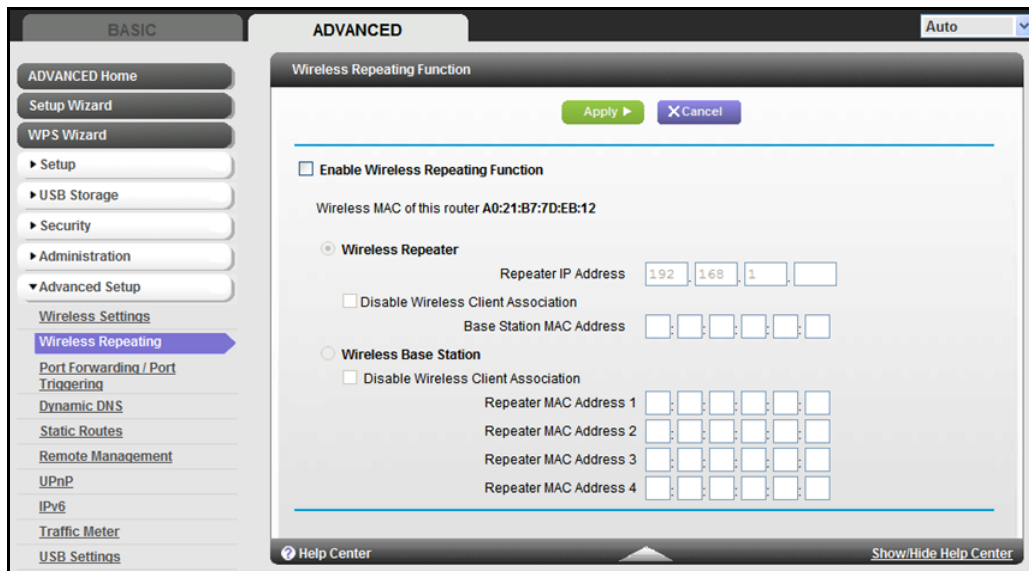 BASIC
ADVANCED
Auto
ADVANCED Home
Setup Wizard
WPS Wizard
Setup
USB Storage
Security
Administration
Advanced Setup
Wireless Settings
Wireless Repeating
Port Forwarding / Port
Triggering
Dynamic DNS
Static Routes
Remote Management
UPnP
IPv6
Traffic Meter
USB Settings
Wireless Repeating Function
Apply
X Cancel
Enable Wireless Repeating Function
Wireless MAC of this router A0:21:B7:7D:EB:12
Wireless Repeater
Repeater IP Address 192 . 168 . 1 .
Disable Wireless Client Association
Base Station MAC Address : : : : :
Wireless Base Station
Disable Wireless Client Association
Repeater MAC Address 1 : : : : :
Repeater MAC Address 2 : : : : :
Repeater MAC Address 3 : : : : :
Repeater MAC Address 4 : : : : :
? Help Center
Show/Hide Help Center